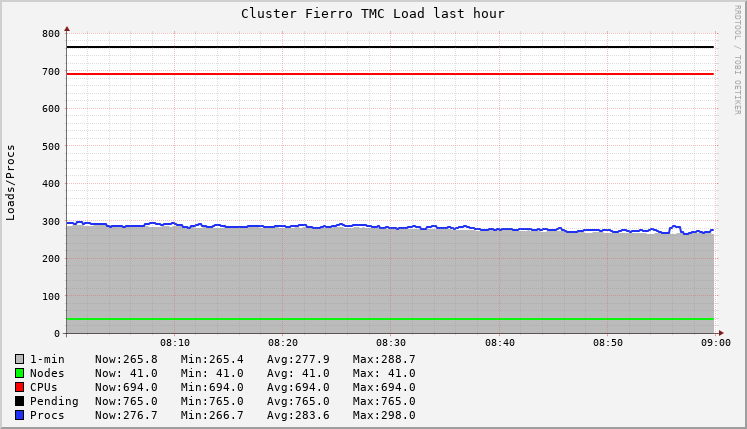 Cluster Fierro TMC Load last hour
RRDTOOL / TOBI OETIKER
Loads/Procs
800
700
600
500
400
300
200
100
0
08:10 08:20 08:30 08:40 08:50 09:00
1-min Now:265.8 Min:265.4 Avg:277.9 Max:288.7
Nodes Now: 41.0 Min: 41.0 Avg: 41.0 Max: 41.0
CPUs Now:694.0 Min:694.0 Avg:694.0 Max:694.0
Pending Now:765.0 Min:765.0 Avg:765.0 Max:765.0
Procs Now:276.7 Min:266.7 Avg:283.6 Max:298.0